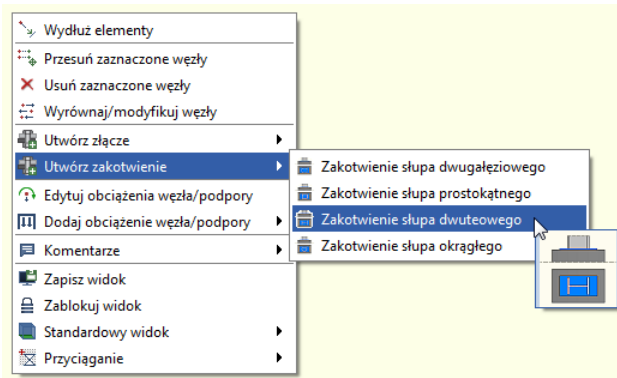 Wydłuż elementy
Przesuń zaznaczone węzły
Usuń zaznaczone węzły
Wyrównaj/modyfikuj węzły
Utwórz złącze
Utwórz zakotwienie
Edytuj obciążenia węzła/podpory
Dodaj obciążenie węzła/podpory
Komentarze
Zapisz widok
Zablokuj widok
Standardowy widok
Przyciąganie
Zakotwienie słupa dwugałęziowego
Zakotwienie słupa prostokątnego
Zakotwienie słupa dwuteowego
Zakotwienie słupa okrągłego